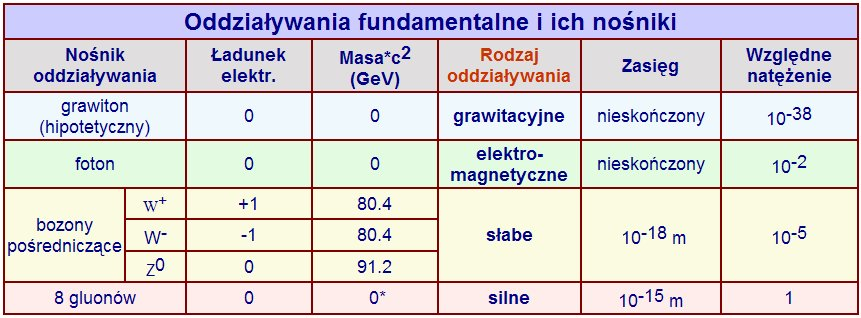 Oddziaływania fundamentalne i ich nośniki
Nośnik oddziaływania | Ładunek elektr. | Masa*c2 (GeV) | Rodzaj oddziaływania | Zasięg | Względne natężenie
grawiton (hipotetyczny) | 0 | 0 | grawitacyjne | nieskończony | 10-38
foton | 0 | 0 | elektro-magnetyczne | nieskończony | 10-2
bozony pośredniczące | W+ | +1 | 80.4 | słabe | 10-18 m | 10-5
W- | -1 | 80.4
Z0 | 0 | 91.2
8 gluonów | 0 | 0* | silne | 10-15 m | 1